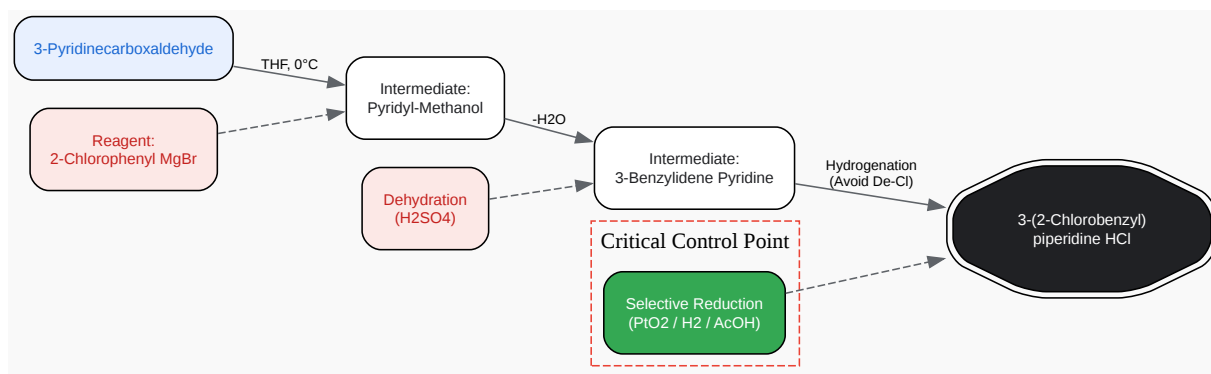 3-Pyridinecarboxaldehyde
THF, 0°C
Reagent:
2-Chlorophenyl MgBr
Intermediate:
Pyridyl-Methanol
-H2O
Dehydration
(H2SO4)
Intermediate:
3-Benzylidene Pyridine
Hydrogenation
(Avoid De-Cl)
Critical Control Point
Selective Reduction
(PtO2 / H2 / AcOH)
3-(2-Chlorobenzyl)
piperidine HCl